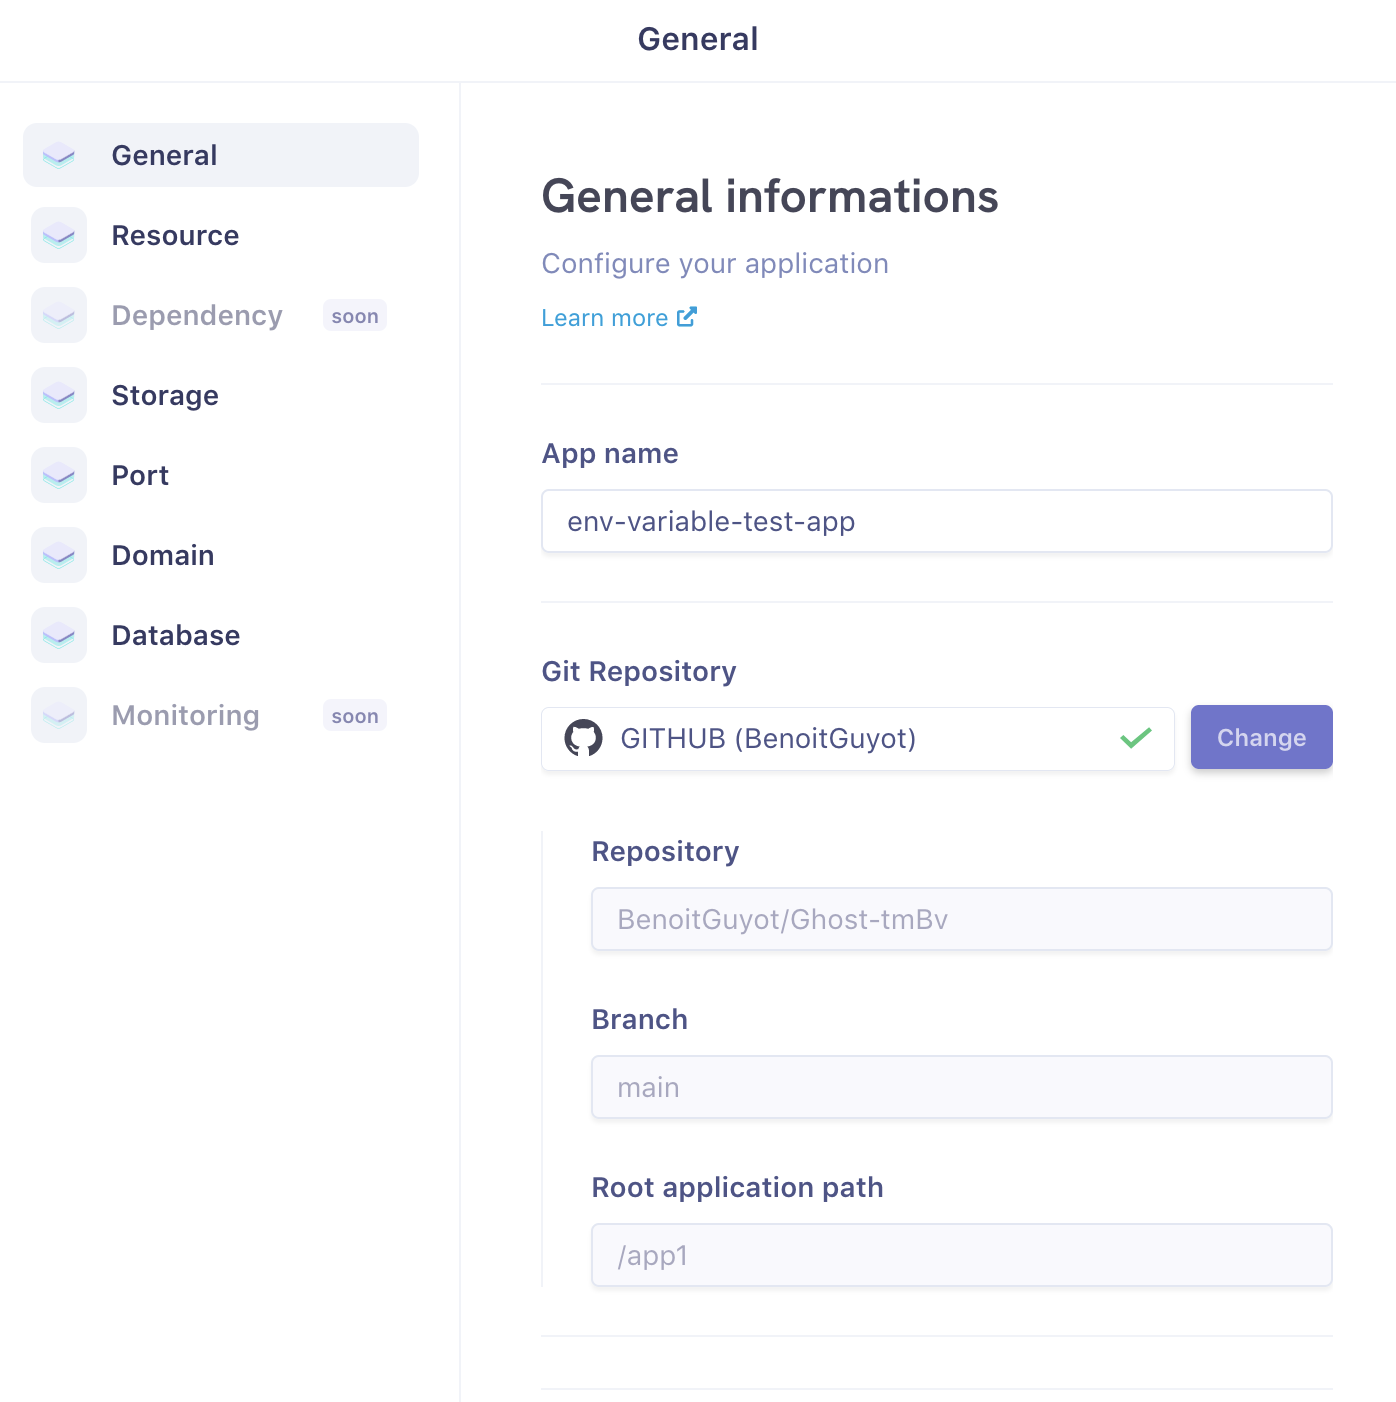 General
General
Resource
Dependency soon
Storage
Port
Domain
Database
Monitoring soon
General informations
Configure your application
Learn more
App name
env-variable-test-app
Git Repository
GITHUB (BenoitGuyot)
Change
Repository
BenoitGuyot/Ghost-tmBv
Branch
main
Root application path
/app1